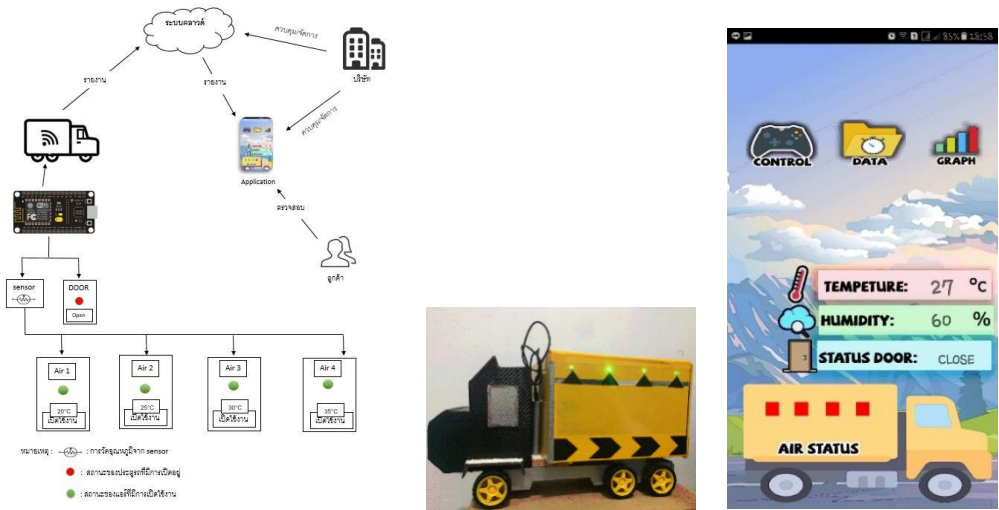 ระบบคลาวด์
ควบคุม/จัดการ
บริษัท
รายงาน
รายงาน
ควบคุม/จัดการ
Application
ตรวจสอบ
ลูกค้า
sensor
DOOR
Open
Air 1
20°C
เปิดใช้งาน
Air 2
25°C
เปิดใช้งาน
Air 3
30°C
เปิดใช้งาน
Air 4
35°C
เปิดใช้งาน
หมายเหตุ : : การวัดอุณหภูมิจาก sensor
: สถานะของประตูรถที่มีการเปิดอยู่
: สถานะของแอร์ที่มีการเปิดใช้งาน
85% 18:58
CONTROL
DATA
GRAPH
TEMPETURE: 27 °C
HUMIDITY: 60 %
STATUS DOOR: CLOSE
AIR STATUS